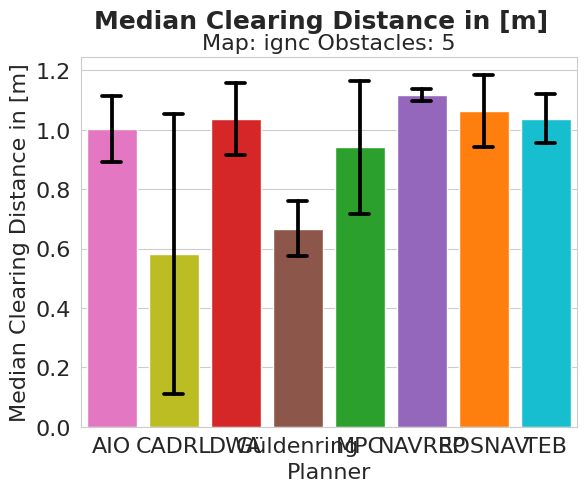 Median Clearing Distance in [m]
Map: ignc Obstacles: 5
Median Clearing Distance in [m]
1.2
1.0
0.8
0.6
0.4
0.2
0.0
AIO CADRL DWA Güldenring MPC NAVREP ROSNAV TEB
Planner